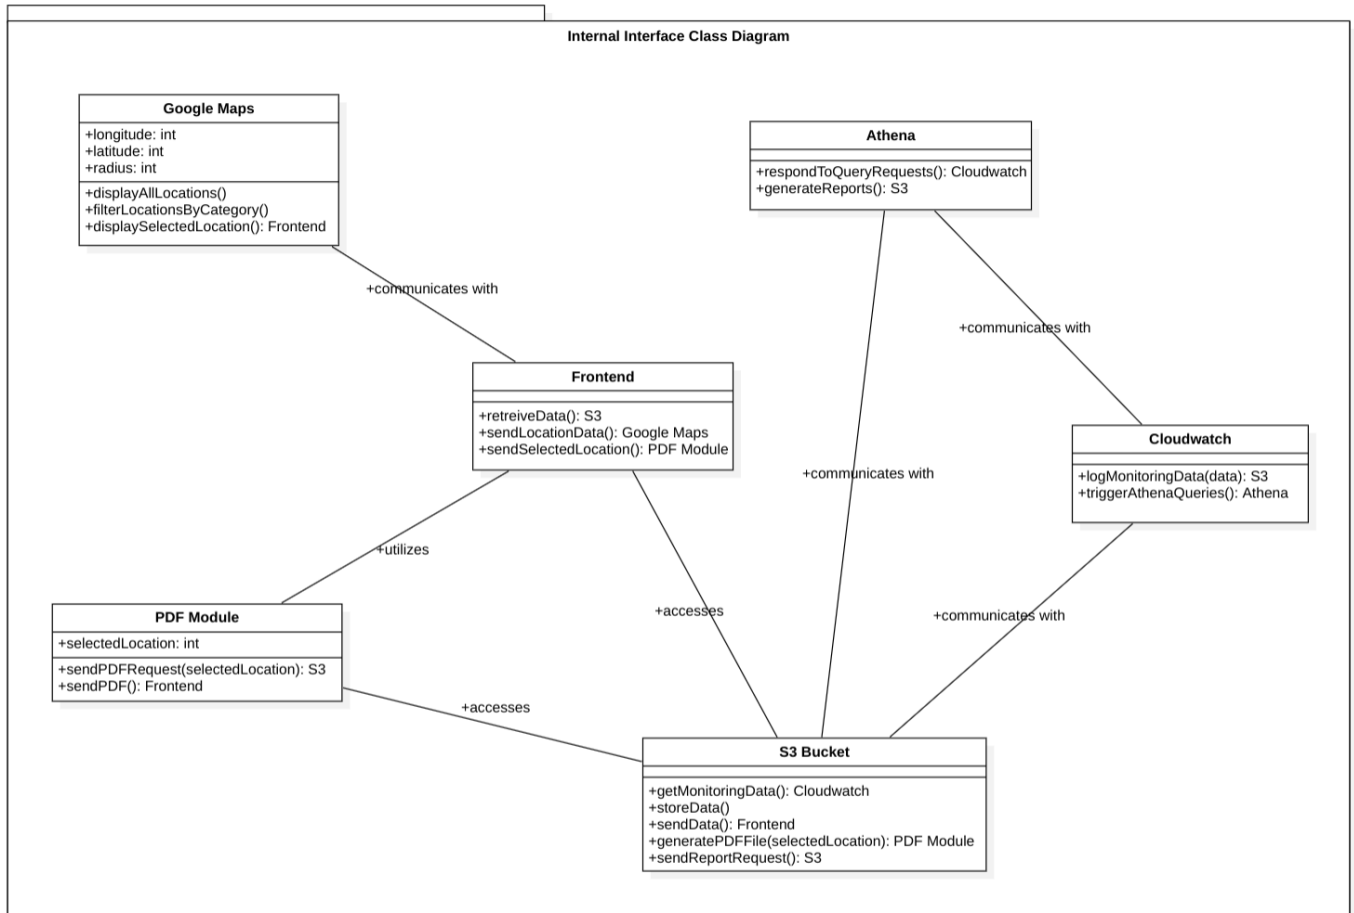 Internal Interface Class Diagram
Google Maps
+longitude: int
+latitude: int
+radius: int
+displayAllLocations()
+filterLocationsByCategory()
+displaySelectedLocation(): Frontend
Athena
+respondToQueryRequests(): Cloudwatch
+generateReports(): S3
+communicates with
+communicates with
Frontend
+retreiveData(): S3
+sendLocationData(): Google Maps
+sendSelectedLocation(): PDF Module
Cloudwatch
+logMonitoringData(data): S3
+triggerAthenaQueries(): Athena
+communicates with
+utilizes
+accesses
+communicates with
PDF Module
+selectedLocation: int
+sendPDFRequest(selectedLocation): S3
+sendPDF(): Frontend
+accesses
S3 Bucket
+getMonitoringData(): Cloudwatch
+storeData()
+sendData(): Frontend
+generatePDFFile(selectedLocation): PDF Module
+sendReportRequest(): S3